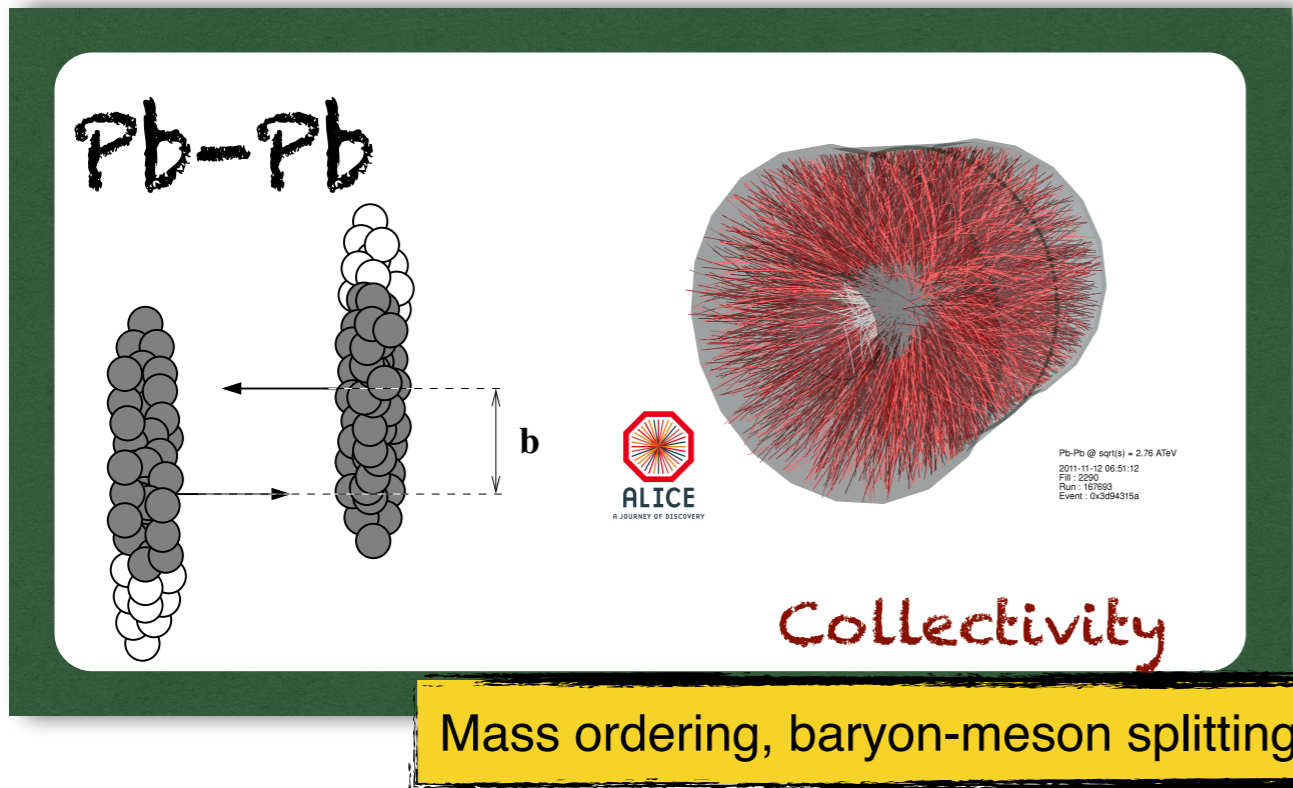 Pb-Pb
b
ALICE
A JOURNEY OF DISCOVERY
Pb-Pb @ sqrt(s) = 2.76 ATeV
2011-11-12 06:51:12
Fill : 2290
Run : 167693
Event : 0x3d94315a
Collectivity
Mass ordering, baryon-meson splitting